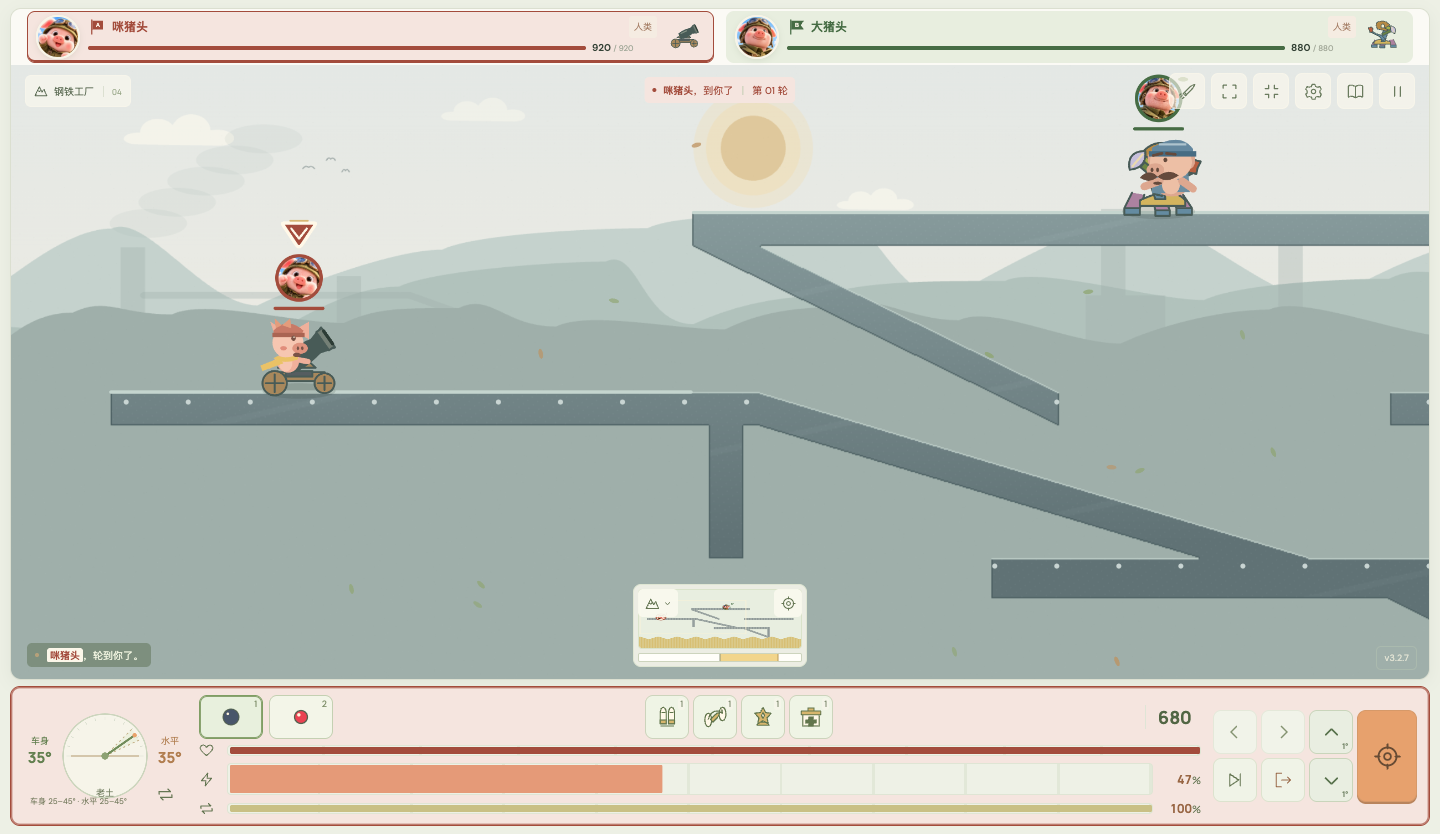 A 咪猪头
人类
920 / 920
B 大猪头
人类
880 / 880
钢铁工厂 04
咪猪头，到你了 第 01 轮
咪猪头，轮到你了。
v3.2.7
车身
35°
水平
35°
老土
车身 25–45° · 水平 25–45°
1
2
1
1
1
1
680
47%
100%
1°
1°